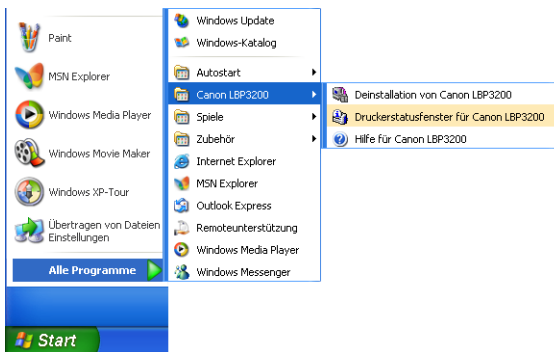 Paint
MSN Explorer
Windows Media Player
Windows Movie Maker
Windows XP-Tour
Übertragen von Dateien
Einstellungen
Alle Programme
Start
Windows Update
Windows-Katalog
Autostart
Canon LBP3200
Spiele
Zubehör
Internet Explorer
MSN Explorer
Outlook Express
Remoteunterstützung
Windows Media Player
Windows Messenger
Deinstallation von Canon LBP3200
Druckerstatusfenster für Canon LBP3200
Hilfe für Canon LBP3200